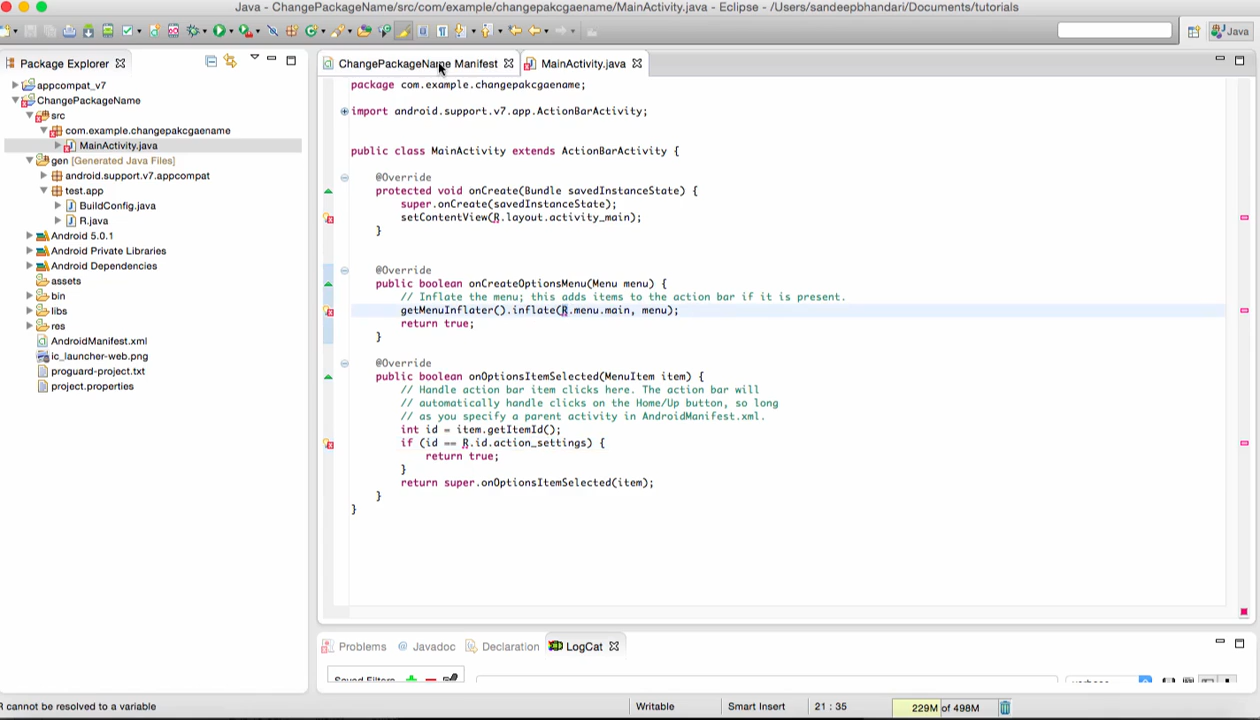 Java - ChangePackageName/src/com/example/changepakcgaename/MainActivity.java - Eclipse - /Users/sandeepbhandari/Documents/tutorials
Java
Package Explorer
ChangePackageName Manifest
MainActivity.java
appcompat_v7
ChangePackageName
src
com.example.changepakcgaename
MainActivity.java
gen [Generated Java Files]
android.support.v7.appcompat
test.app
BuildConfig.java
R.java
Android 5.0.1
Android Private Libraries
Android Dependencies
assets
bin
libs
res
AndroidManifest.xml
ic_launcher-web.png
proguard-project.txt
project.properties
package com.example.changepakcgaename;
import android.support.v7.app.ActionBarActivity;
public class MainActivity extends ActionBarActivity {
@Override
protected void onCreate(Bundle savedInstanceState) {
super.onCreate(savedInstanceState);
setContentView(R.layout.activity_main);
}
@Override
public boolean onCreateOptionsMenu(Menu menu) {
// Inflate the menu; this adds items to the action bar if it is present.
getMenuInflater().inflate(R.menu.main, menu);
return true;
}
@Override
public boolean onOptionsItemSelected(MenuItem item) {
// Handle action bar item clicks here. The action bar will
// automatically handle clicks on the Home/Up button, so long
// as you specify a parent activity in AndroidManifest.xml.
int id = item.getItemId();
if (id == R.id.action_settings) {
return true;
}
return super.onOptionsItemSelected(item);
}
}
Problems
Javadoc
Declaration
LogCat
Saved Filters
R cannot be resolved to a variable
Writable
Smart Insert
21 : 35
229M of 498M